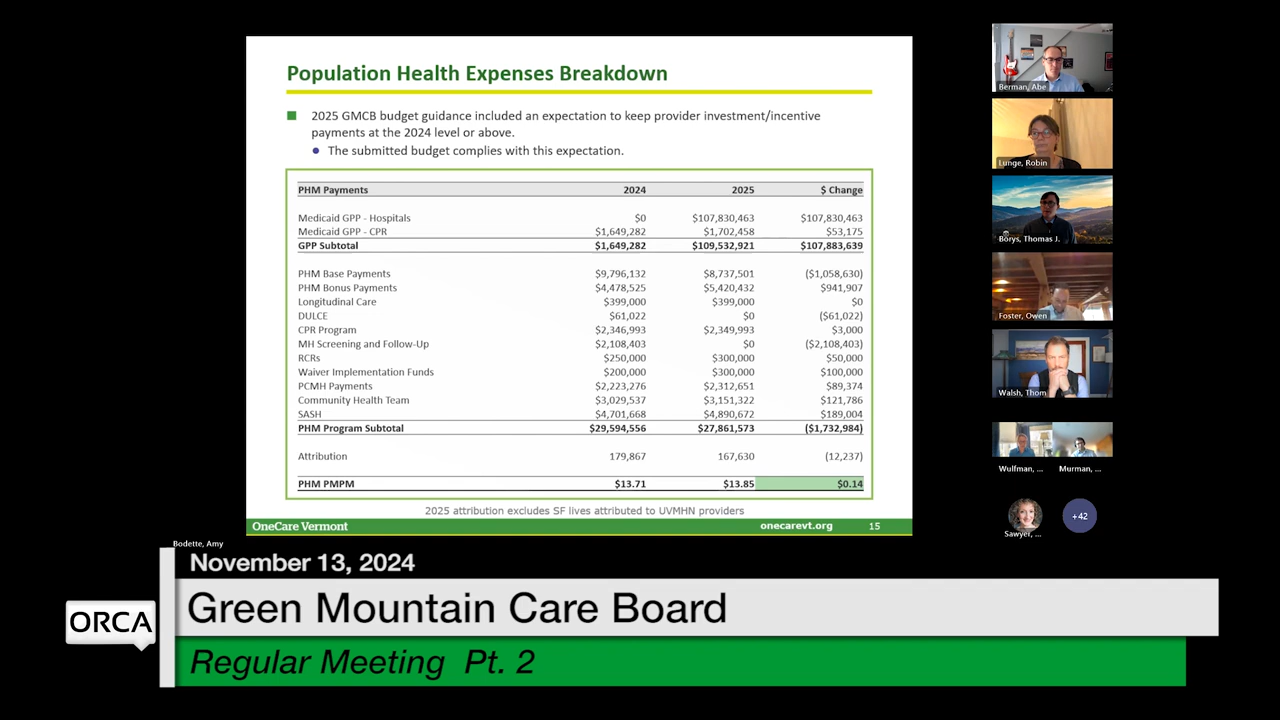 Population Health Expenses Breakdown
2025 GMCB budget guidance included an expectation to keep provider investment/incentive
payments at the 2024 level or above.
The submitted budget complies with this expectation.
PHM Payments 2024 2025 $ Change
Medicaid GPP - Hospitals $0 $107,830,463 $107,830,463
Medicaid GPP - CPR $1,649,282 $1,702,458 $53,175
GPP Subtotal $1,649,282 $109,532,921 $107,883,639
PHM Base Payments $9,796,132 $8,737,501 ($1,058,630)
PHM Bonus Payments $4,478,525 $5,420,432 $941,907
Longitudinal Care $399,000 $399,000 $0
DULCE $61,022 $0 ($61,022)
CPR Program $2,346,993 $2,349,993 $3,000
MH Screening and Follow-Up $2,108,403 $0 ($2,108,403)
RCRs $250,000 $300,000 $50,000
Waiver Implementation Funds $200,000 $300,000 $100,000
PCMH Payments $2,223,276 $2,312,651 $89,374
Community Health Team $3,029,537 $3,151,322 $121,786
SASH $4,701,668 $4,890,672 $189,004
PHM Program Subtotal $29,594,556 $27,861,573 ($1,732,984)
Attribution 179,867 167,630 (12,237)
PHM PMPM $13.71 $13.85 $0.14
2025 attribution excludes SF lives attributed to UVMHN providers
OneCare Vermont onecarevt.org 15
Berman, Abe
Lunge, Robin
Borys, Thomas J.
Foster, Owen
Walsh, Thom
Wulfman, ... Murman, ...
Sawyer, ... +42
Bodette, Amy
November 13, 2024
ORCA
Green Mountain Care Board
Regular Meeting Pt. 2